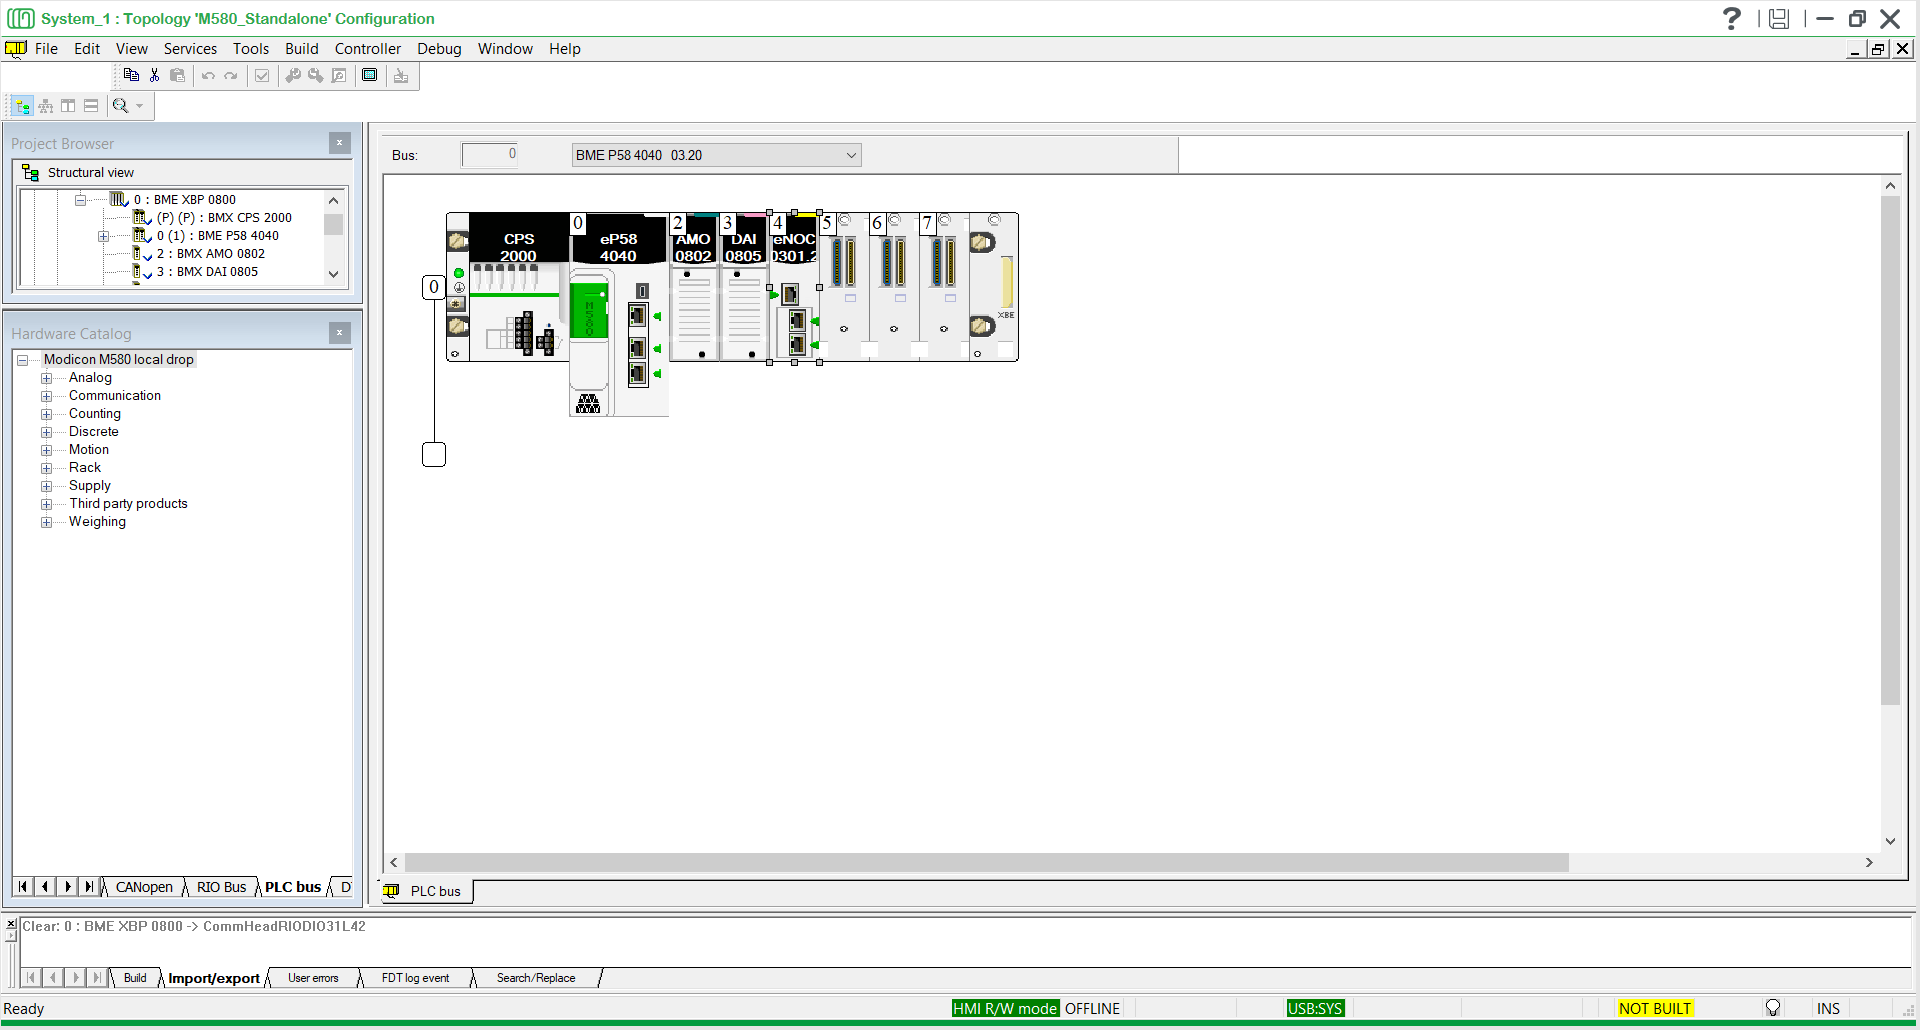 System_1 : Topology 'M580_Standalone' Configuration
File Edit View Services Tools Build Controller Debug Window Help
Project Browser
Structural view
0 : BME XBP 0800
(P) (P) : BMX CPS 2000
0 (1) : BME P58 4040
2 : BMX AMO 0802
3 : BMX DAI 0805
Hardware Catalog
Modicon M580 local drop
Analog
Communication
Counting
Discrete
Motion
Rack
Supply
Third party products
Weighing
CANopen RIO Bus PLC bus D
Bus: 0 BME P58 4040 03.20
0 2 3 4 5 6 7
CPS 2000
eP58 4040
AMO 0802
DAI 0805
eNOC 0301.2
0
M580
XBE
PLC bus
Clear: 0 : BME XBP 0800 -> CommHeadRIODIO31L42
Build Import/export User errors FDT log event Search/Replace
Ready HMI R/W mode OFFLINE USB:SYS NOT BUILT INS